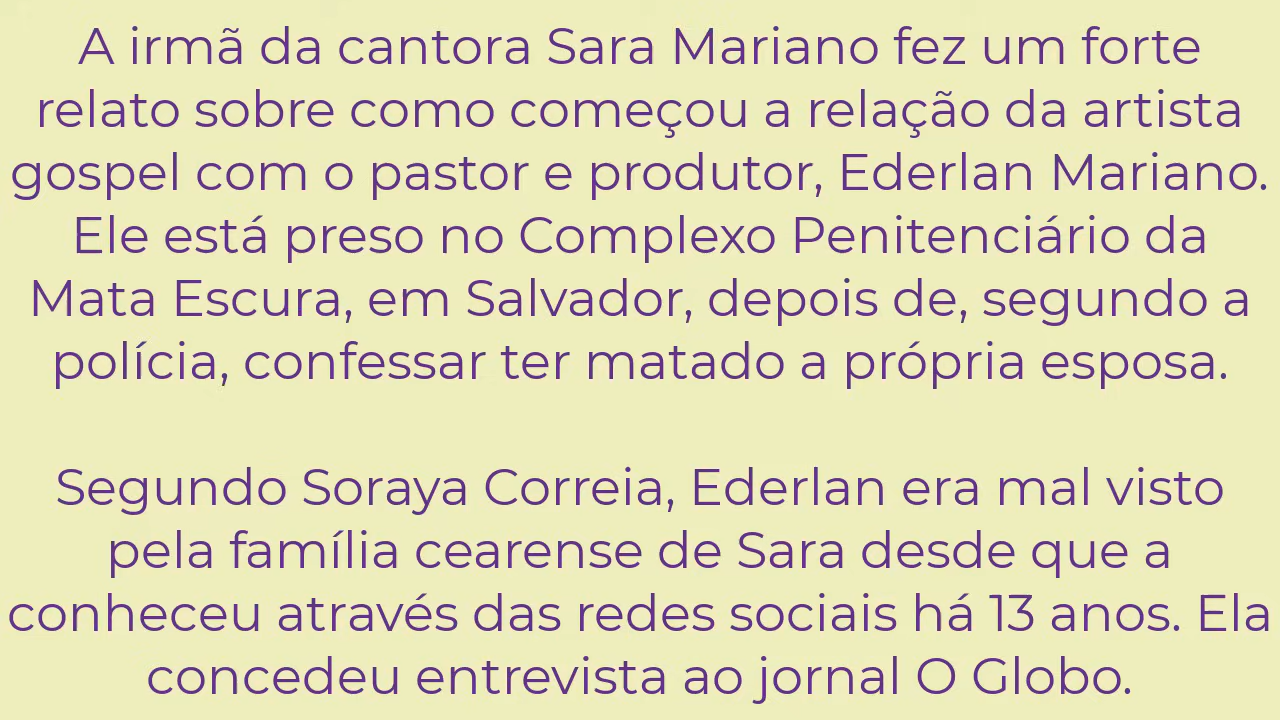 A irmã da cantora Sara Mariano fez um forte
relato sobre como começou a relação da artista
gospel com o pastor e produtor, Ederlan Mariano.
Ele está preso no Complexo Penitenciário da
Mata Escura, em Salvador, depois de, segundo a
polícia, confessar ter matado a própria esposa.
Segundo Soraya Correia, Ederlan era mal visto
pela família cearense de Sara desde que a
conheceu através das redes sociais há 13 anos. Ela
concedeu entrevista ao jornal O Globo.